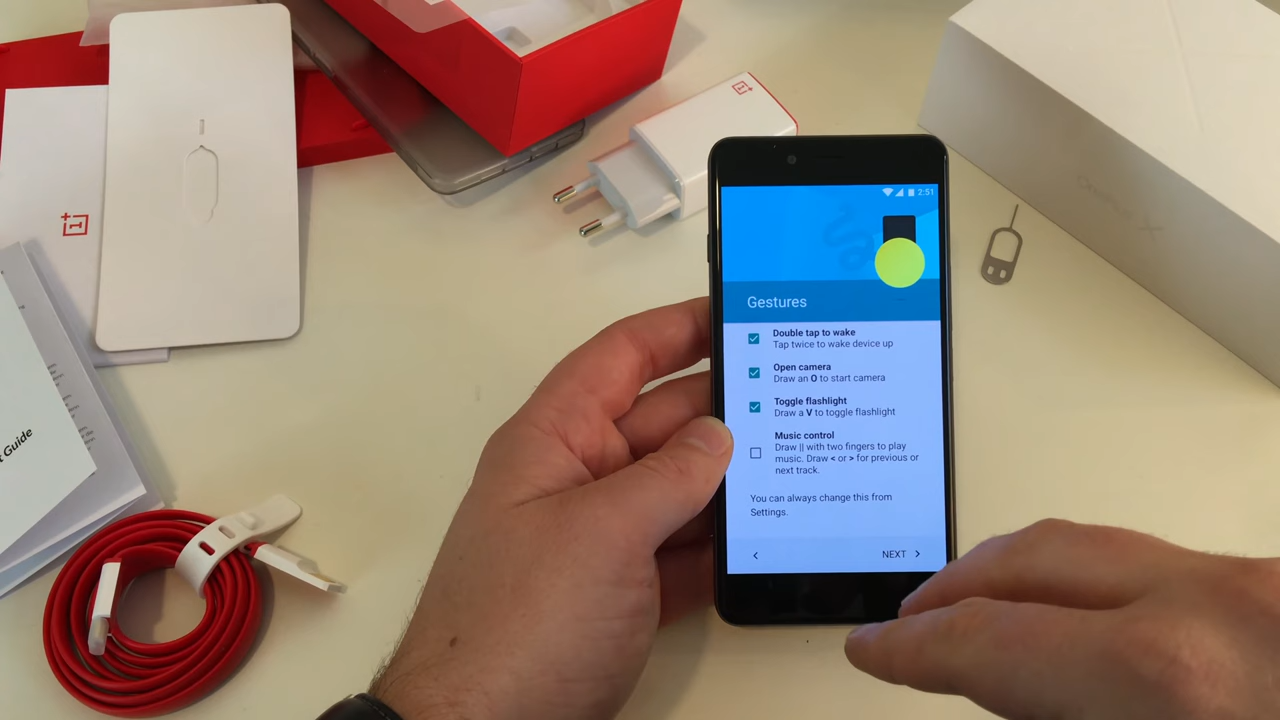 2:51
Gestures
Double tap to wake
Tap twice to wake device up
Open camera
Draw an O to start camera
Toggle flashlight
Draw a V to toggle flashlight
Music control
Draw || with two fingers to play
music. Draw < or > for previous or
next track.
You can always change this from
Settings.
NEXT
Guide